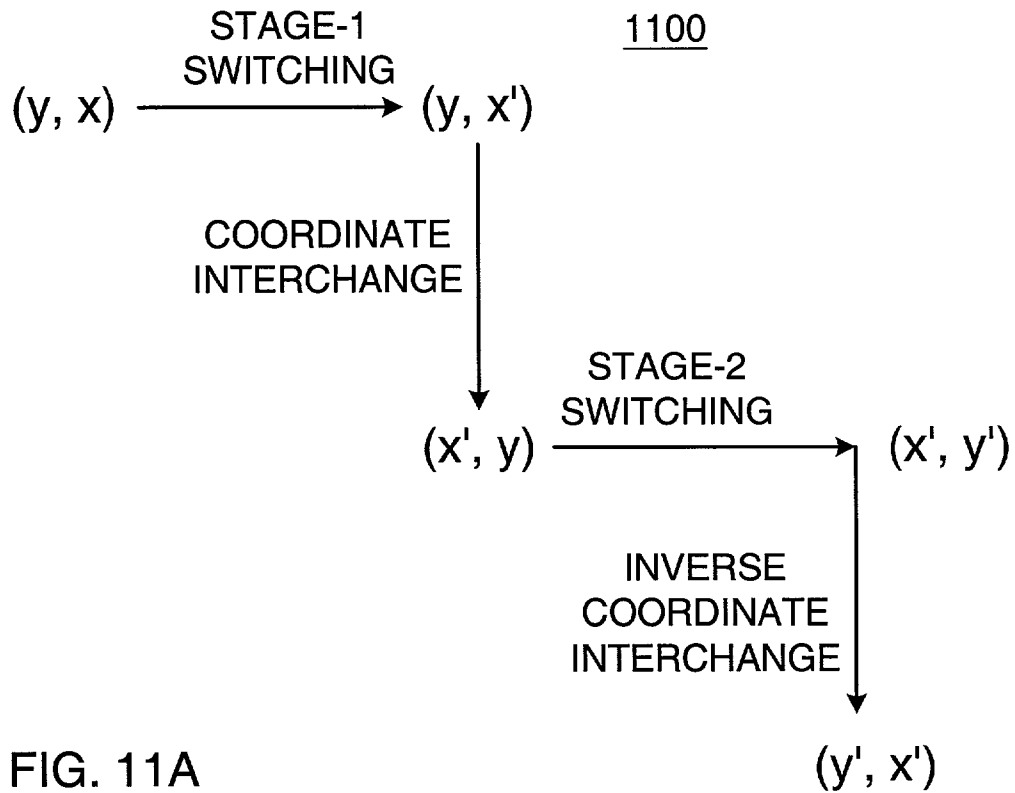 STAGE-1
SWITCHING
1100
(y, x)
(y, x')
COORDINATE
INTERCHANGE
STAGE-2
SWITCHING
(x', y)
(x', y')
INVERSE
COORDINATE
INTERCHANGE
(y', x')
FIG. 11A